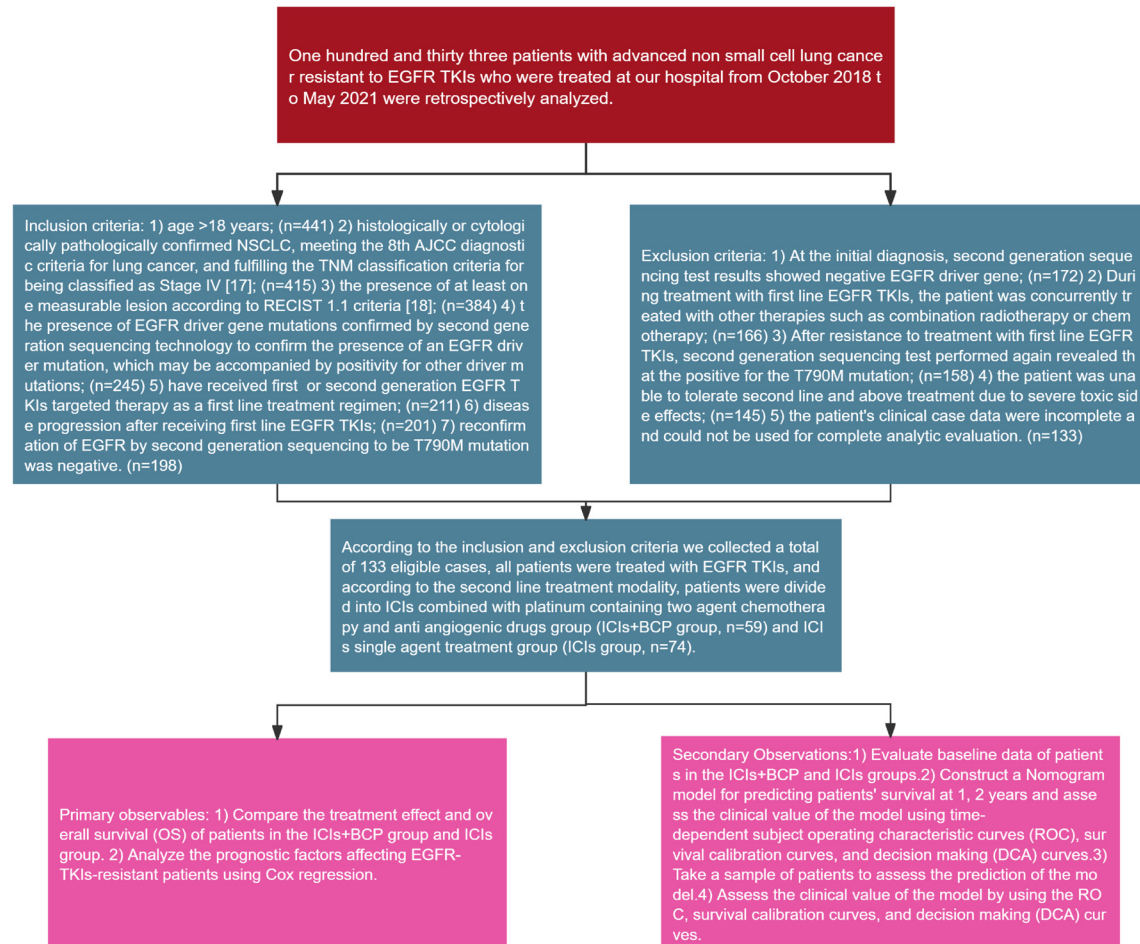 One hundred and thirty three patients with advanced non small cell lung cance
r resistant to EGFR TKIs who were treated at our hospital from October 2018 t
o May 2021 were retrospectively analyzed.
Inclusion criteria: 1) age >18 years; (n=441) 2) histologically or cytologi
cally pathologically confirmed NSCLC, meeting the 8th AJCC diagnosti
c criteria for lung cancer, and fulfilling the TNM classification criteria for
being classified as Stage IV [17]; (n=415) 3) the presence of at least on
e measurable lesion according to RECIST 1.1 criteria [18]; (n=384) 4) t
he presence of EGFR driver gene mutations confirmed by second gene
ration sequencing technology to confirm the presence of an EGFR driv
er mutation, which may be accompanied by positivity for other driver m
utations; (n=245) 5) have received first or second generation EGFR T
KIs targeted therapy as a first line treatment regimen; (n=211) 6) diseas
e progression after receiving first line EGFR TKIs; (n=201) 7) reconfirm
ation of EGFR by second generation sequencing to be T790M mutation
was negative. (n=198)
Exclusion criteria: 1) At the initial diagnosis, second generation seque
ncing test results showed negative EGFR driver gene; (n=172) 2) Duri
ng treatment with first line EGFR TKIs, the patient was concurrently tr
eated with other therapies such as combination radiotherapy or chem
otherapy; (n=166) 3) After resistance to treatment with first line EGFR
TKIs, second generation sequencing test performed again revealed th
at the positive for the T790M mutation; (n=158) 4) the patient was una
ble to tolerate second line and above treatment due to severe toxic sid
e effects; (n=145) 5) the patient's clinical case data were incomplete a
nd could not be used for complete analytic evaluation. (n=133)
According to the inclusion and exclusion criteria we collected a total
of 133 eligible cases, all patients were treated with EGFR TKIs, and
according to the second line treatment modality, patients were divide
d into ICIs combined with platinum containing two agent chemothera
py and anti angiogenic drugs group (ICIs+BCP group, n=59) and ICI
s single agent treatment group (ICIs group, n=74).
Primary observables: 1) Compare the treatment effect and ov
erall survival (OS) of patients in the ICIs+BCP group and ICIs
group. 2) Analyze the prognostic factors affecting EGFR-
TKIs-resistant patients using Cox regression.
Secondary Observations:1) Evaluate baseline data of patient
s in the ICIs+BCP and ICIs groups.2) Construct a Nomogram
model for predicting patients' survival at 1, 2 years and asse
ss the clinical value of the model using time-
dependent subject operating characteristic curves (ROC), sur
vival calibration curves, and decision making (DCA) curves.3)
Take a sample of patients to assess the prediction of the mo
del.4) Assess the clinical value of the model by using the RO
C, survival calibration curves, and decision making (DCA) cur
ves.